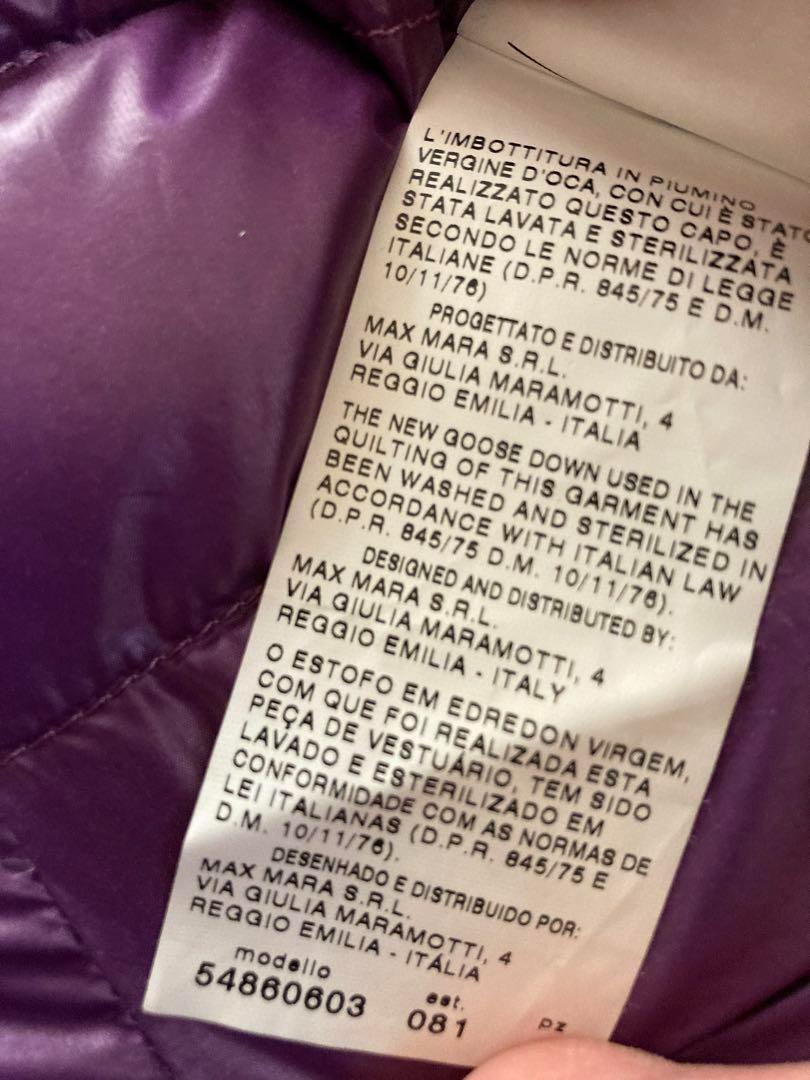 L'IMBOTTITURA IN PIUMINO
VERGINE D'OCA, CON CUI È STATO
REALIZZATO QUESTO CAPO, È
STATA LAVATA E STERILIZZATA
SECONDO LE NORME DI LEGGE
ITALIANE (D.P.R. 845/75 E D.M.
10/11/76)
PROGETTATO E DISTRIBUITO DA:
MAX MARA S.R.L.
VIA GIULIA MARAMOTTI, 4
REGGIO EMILIA - ITALIA
THE NEW GOOSE DOWN USED IN THE
QUILTING OF THIS GARMENT HAS
BEEN WASHED AND STERILIZED IN
ACCORDANCE WITH ITALIAN LAW
(D.P.R. 845/75 D.M. 10/11/76).
DESIGNED AND DISTRIBUTED BY:
MAX MARA S.R.L.
VIA GIULIA MARAMOTTI, 4
REGGIO EMILIA - ITALY
O ESTOFO EM EDREDON VIRGEM,
COM QUE FOI REALIZADA ESTA
PEÇA DE VESTUÁRIO, TEM SIDO
LAVADO E ESTERILIZADO EM
CONFORMIDADE COM AS NORMAS DE
LEI ITALIANAS (D.P.R. 845/75 E
D.M. 10/11/76).
DESENHADO E DISTRIBUIDO POR:
MAX MARA S.R.L.
VIA GIULIA MARAMOTTI, 4
REGGIO EMILIA - ITÁLIA
modello est. pz
54860603 081